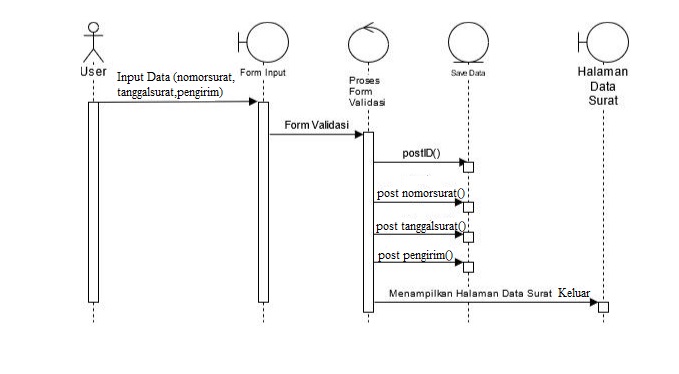 User
Form Input
Proses
Form
Validasi
Save Data
Halaman
Data
Surat
Input Data (nomorsurat,
tanggalsurat,pengirim)
Form Validasi
postID()
post nomorsurat()
post tanggalsurat()
post pengirim()
Menampilkan Halaman Data Surat Keluar